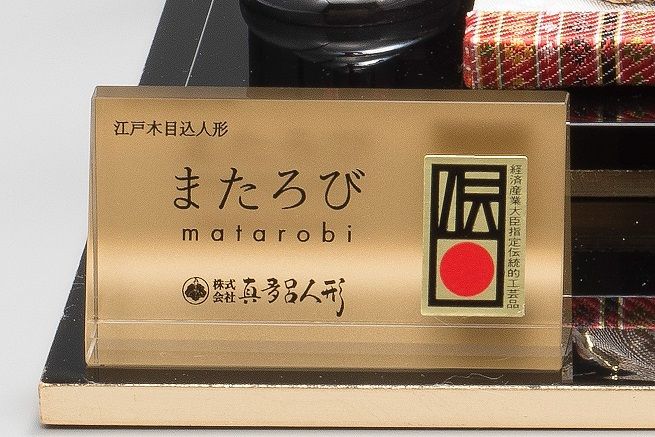 江戸木目込人形
またろび
matarobi
株式
会社 真多呂人形
伝
経済産業大臣指定伝統的工芸品